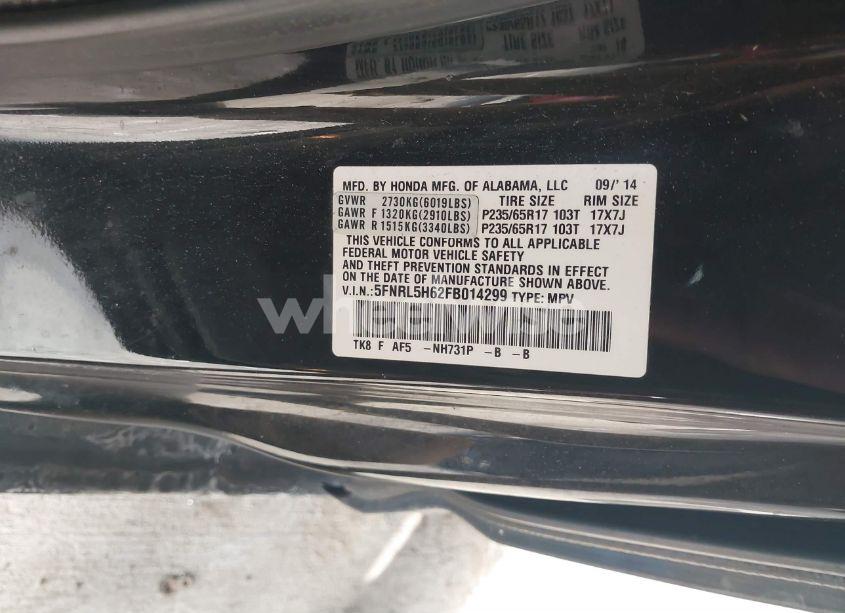 MFD. BY HONDA MFG. OF ALABAMA, LLC 09/' 14
GVWR 2730KG(6019LBS) TIRE SIZE RIM SIZE
GAWR F 1320KG(2910LBS) P235/65R17 103T 17X7J
GAWR R 1515KG(3340LBS) P235/65R17 103T 17X7J
THIS VEHICLE CONFORMS TO ALL APPLICABLE
FEDERAL MOTOR VEHICLE SAFETY
AND THEFT PREVENTION STANDARDS IN EFFECT
ON THE DATE OF MANUFACTURE SHOWN ABOVE.
V.I.N.:5FNRL5H62FB014299 TYPE: MPV
TK8 F AF5 -NH731P -B -B